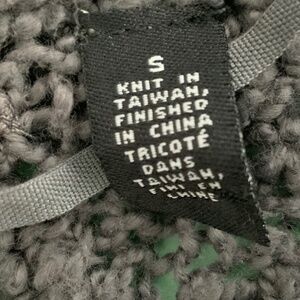 S
KNIT IN
TAIWAN,
FINISHED
IN CHINA
TRICOTÉ
DANS
TAIWAN,
FINI EN
CHINE